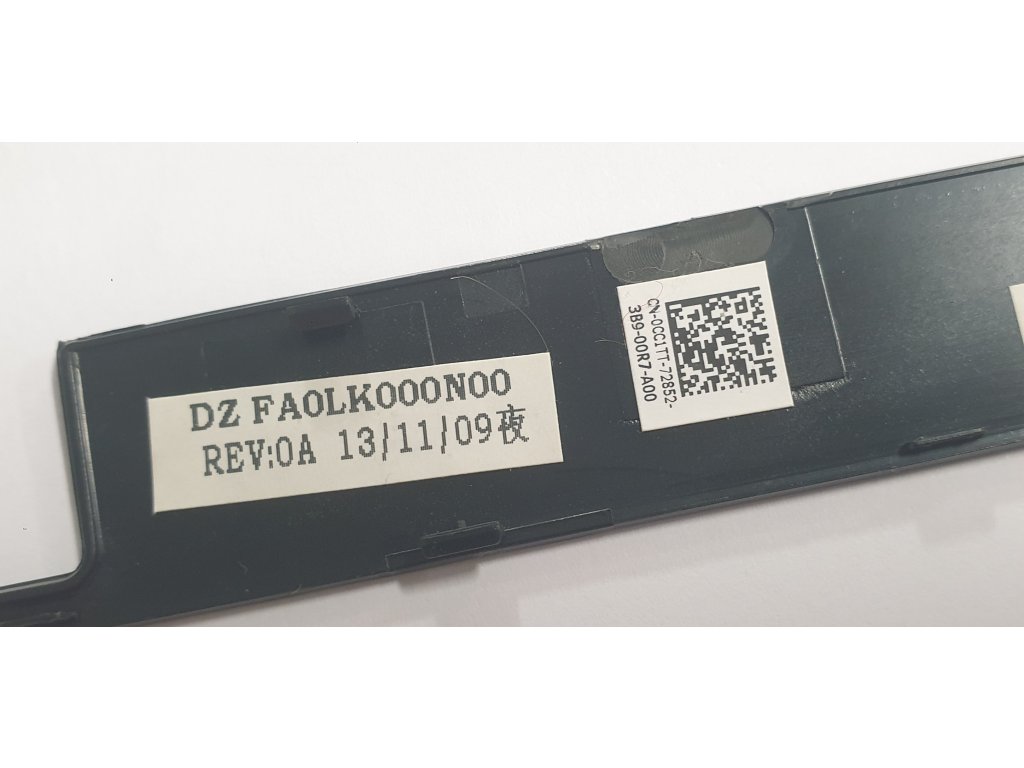 DZ FA0LK000N00
REV:0A 13/11/09夜
CN-0CC1TT-72852-
3B9-00R7-A00